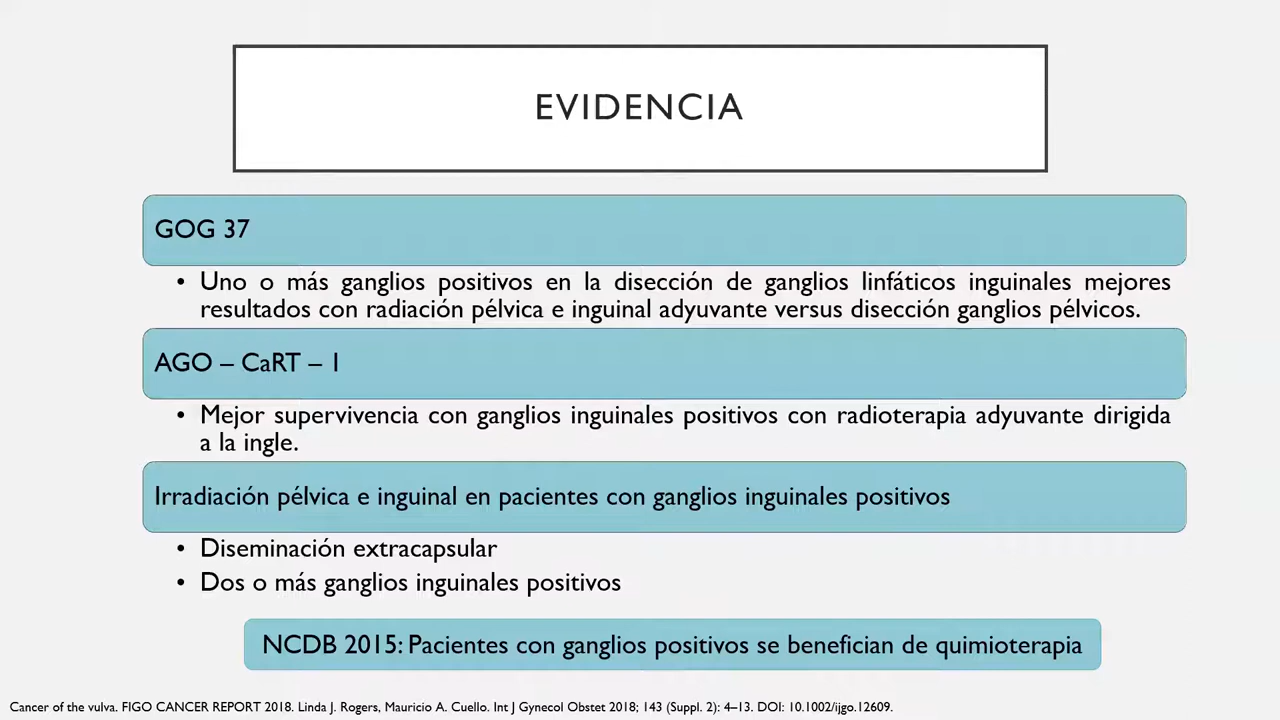 EVIDENCIA
GOG 37
• Uno o más ganglios positivos en la disección de ganglios linfáticos inguinales mejores
resultados con radiación pélvica e inguinal adyuvante versus disección ganglios pélvicos.
AGO – CaRT – 1
• Mejor supervivencia con ganglios inguinales positivos con radioterapia adyuvante dirigida
a la ingle.
Irradiación pélvica e inguinal en pacientes con ganglios inguinales positivos
• Diseminación extracapsular
• Dos o más ganglios inguinales positivos
NCDB 2015: Pacientes con ganglios positivos se benefician de quimioterapia
Cancer of the vulva. FIGO CANCER REPORT 2018. Linda J. Rogers, Mauricio A. Cuello. Int J Gynecol Obstet 2018; 143 (Suppl. 2): 4–13. DOI: 10.1002/ijgo.12609.